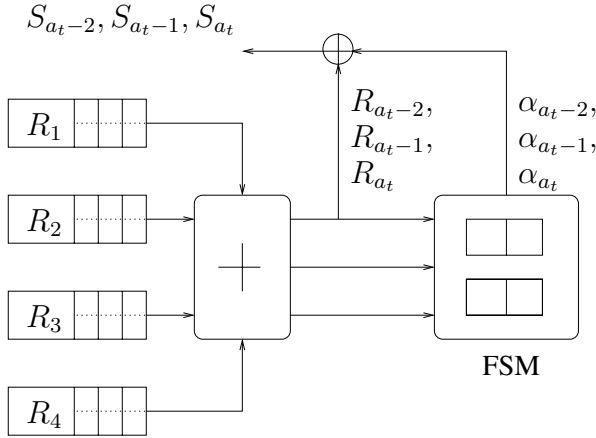 S_{a_t-2}, S_{a_t-1}, S_{a_t}
R_{a_t-2},
R_{a_t-1},
R_{a_t}
α_{a_t-2},
α_{a_t-1},
α_{a_t}
R_1
R_2
R_3
R_4
+
FSM